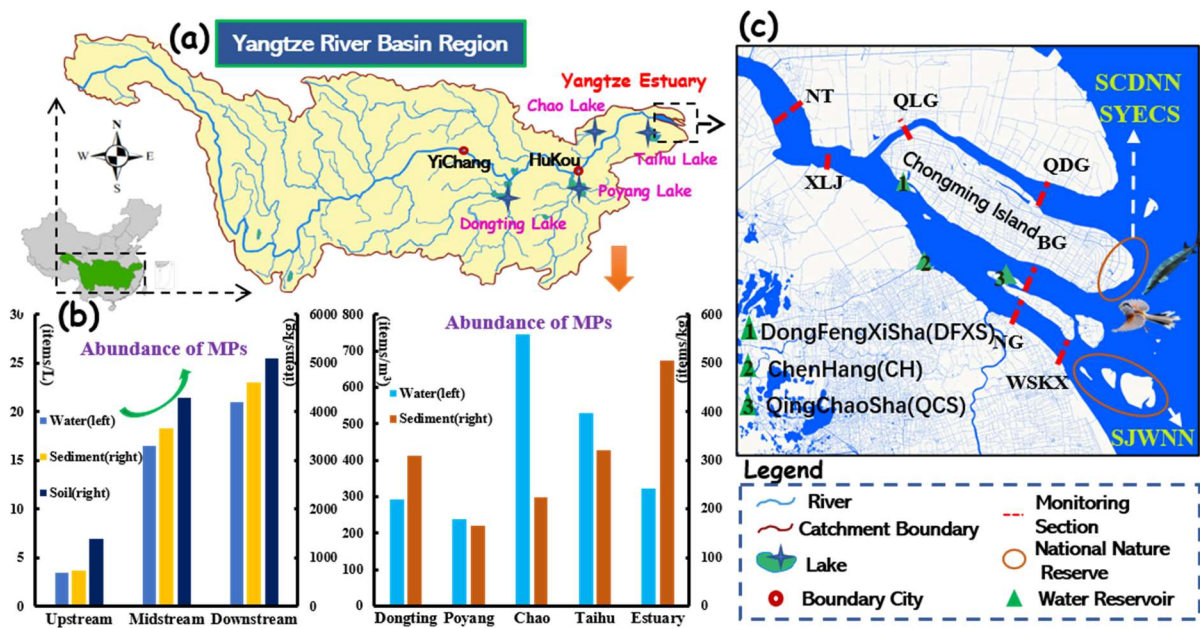 (a)
Yangtze River Basin Region
Yangtze Estuary
Chao Lake
Taihu Lake
YiChang
HuKou
Poyang Lake
Dongting Lake
N
W
E
S
(b)
(items/L)
(items/kg)
Abundance of MPs
Water(left)
Sediment(right)
Soil(right)
30
25
20
15
10
5
0
6000
5000
4000
3000
2000
1000
0
Upstream Midstream Downstream
(items/m³)
(items/kg)
Abundance of MPs
Water(left)
Sediment(right)
800
700
600
500
400
300
200
100
0
600
500
400
300
200
100
0
Dongting Poyang Chao Taihu Estuary
(c)
NT
QLG
XLJ
QDG
Chongming Island
BG
NG
WSKX
SCDNN
SYECS
SJWNN
1
2
3
1 DongFengXiSha(DFXS)
2 ChenHang(CH)
3 QingChaoSha(QCS)
Legend
River
Catchment Boundary
Lake
Boundary City
Monitoring
Section
National Nature
Reserve
Water Reservoir